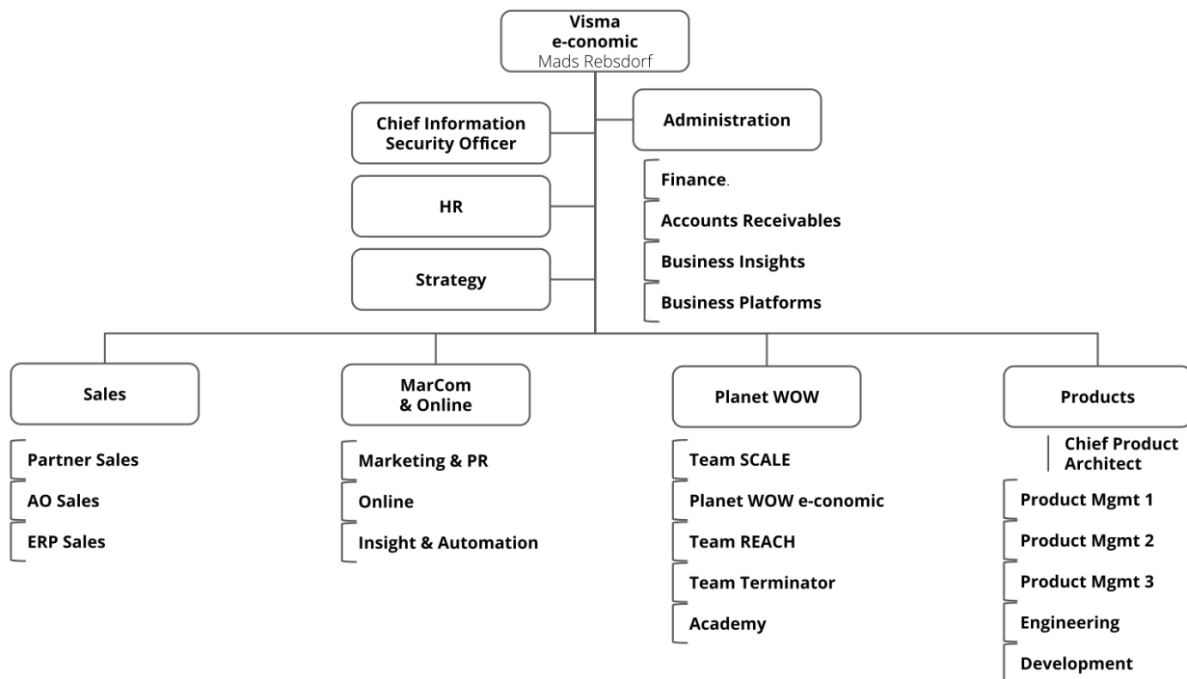 Visma
e-conomic
Mads Rebsdorf
Chief Information
Security Officer
Administration
HR
Strategy
Finance.
Accounts Receivables
Business Insights
Business Platforms
Sales
Partner Sales
AO Sales
ERP Sales
MarCom
& Online
Marketing & PR
Online
Insight & Automation
Planet WOW
Team SCALE
Planet WOW e-conomic
Team REACH
Team Terminator
Academy
Products
Chief Product
Architect
Product Mgmt 1
Product Mgmt 2
Product Mgmt 3
Engineering
Development